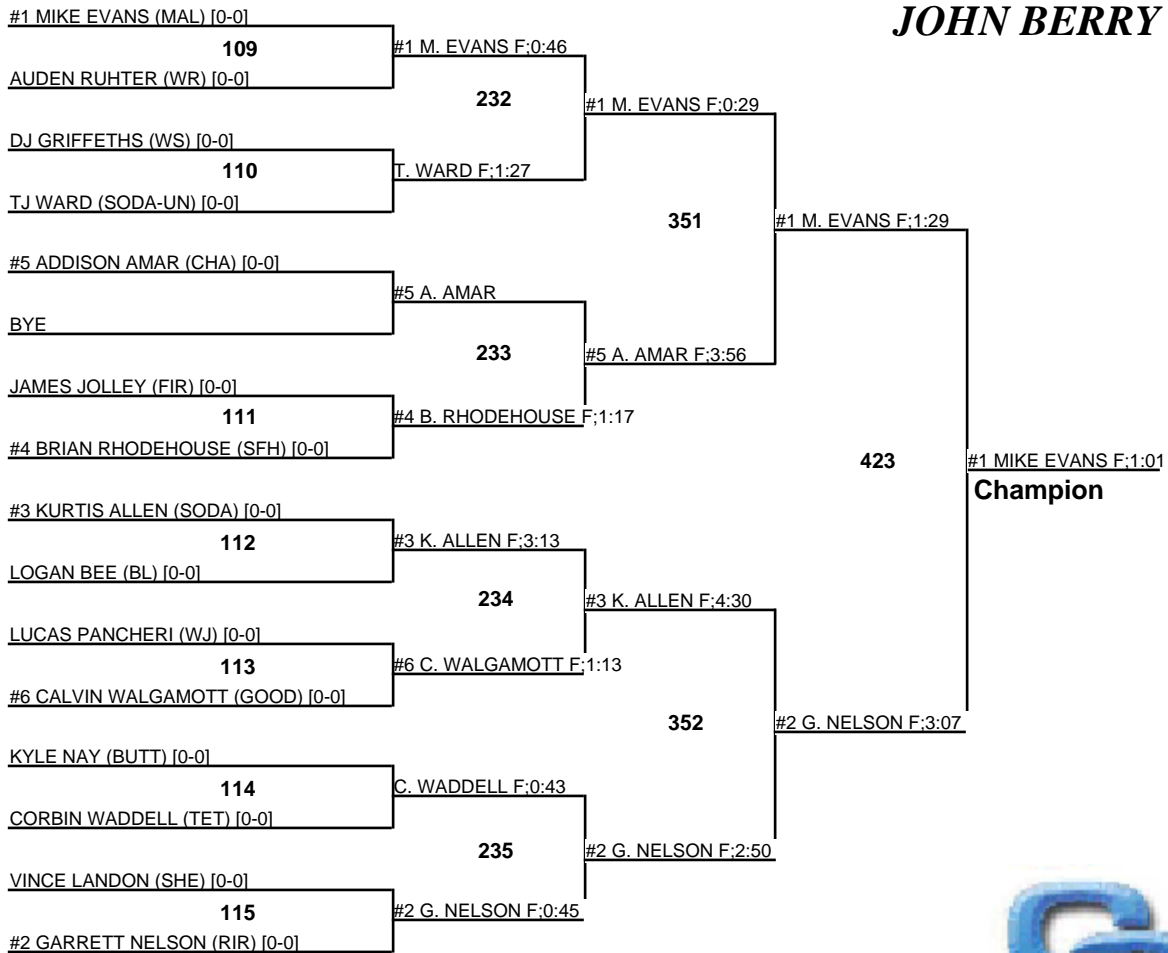 JOHN BERRY
#1 MIKE EVANS (MAL) [0-0]
109
AUDEN RUHTER (WR) [0-0]
#1 M. EVANS F;0:46
232
DJ GRIFFETHS (WS) [0-0]
110
TJ WARD (SODA-UN) [0-0]
T. WARD F;1:27
#1 M. EVANS F;0:29
351
#5 ADDISON AMAR (CHA) [0-0]
BYE
#5 A. AMAR
233
JAMES JOLLEY (FIR) [0-0]
111
#4 BRIAN RHODEHOUSE (SFH) [0-0]
#4 B. RHODEHOUSE F;1:17
#5 A. AMAR F;3:56
#1 M. EVANS F;1:29
423
#1 MIKE EVANS F;1:01
Champion
#3 KURTIS ALLEN (SODA) [0-0]
112
LOGAN BEE (BL) [0-0]
#3 K. ALLEN F;3:13
234
LUCAS PANCHERI (WJ) [0-0]
113
#6 CALVIN WALGAMOTT (GOOD) [0-0]
#6 C. WALGAMOTT F;1:13
#3 K. ALLEN F;4:30
352
KYLE NAY (BUTT) [0-0]
114
CORBIN WADDELL (TET) [0-0]
C. WADDELL F;0:43
235
VINCE LANDON (SHE) [0-0]
115
#2 GARRETT NELSON (RIR) [0-0]
#2 G. NELSON F;0:45
#2 G. NELSON F;2:50
#2 G. NELSON F;3:07